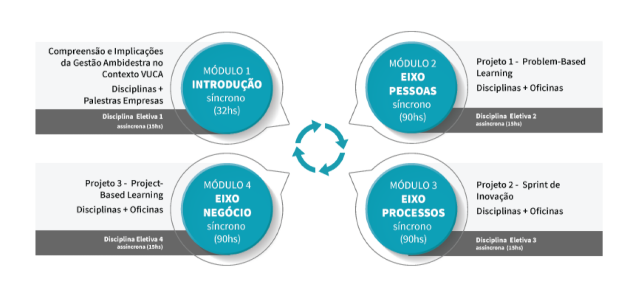 Compreensão e Implicações
da Gestão Ambidestra no
Contexto VUCA
Disciplinas +
Palestras Empresas
Disciplina Eletiva 1
assíncrona (15hs)
MÓDULO 1
INTRODUÇÃO
síncrono
(32hs)
MÓDULO 2
EIXO
PESSOAS
síncrono
(90hs)
Projeto 1 - Problem-Based
Learning
Disciplinas + Oficinas
Disciplina Eletiva 2
assíncrona (15hs)
Projeto 3 - Project-
Based Learning
Disciplinas + Oficinas
Disciplina Eletiva 4
assíncrona (15hs)
MÓDULO 4
EIXO
NEGÓCIO
síncrono
(90hs)
MÓDULO 3
EIXO
PROCESSOS
síncrono
(90hs)
Projeto 2 - Sprint de
Inovação
Disciplinas + Oficinas
Disciplina Eletiva 3
assíncrona (15hs)